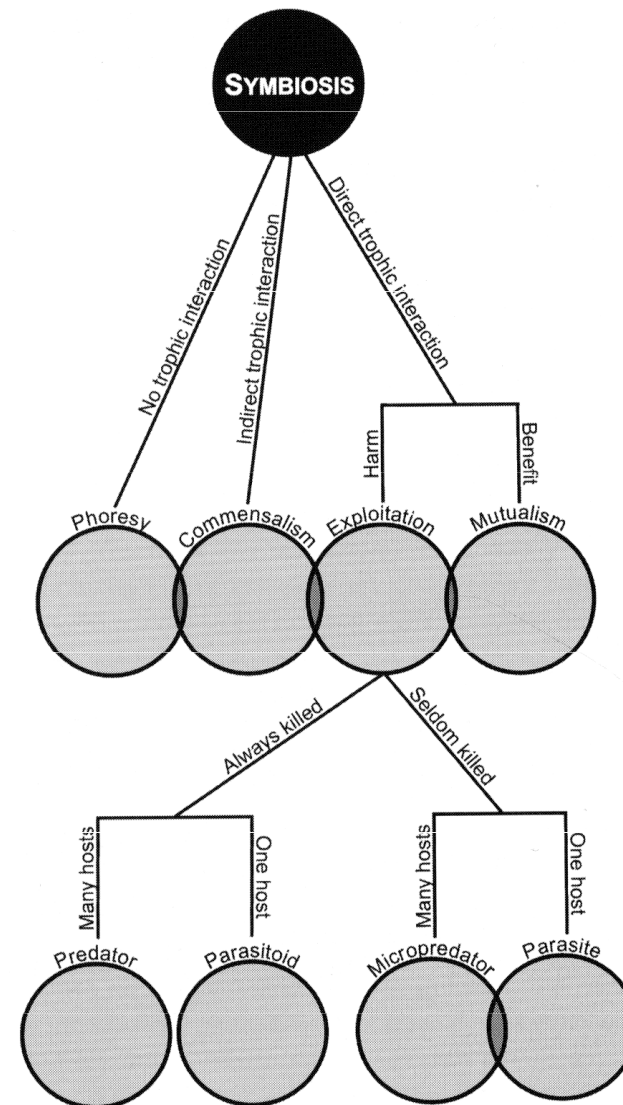 SYMBIOSIS
No trophic interaction
Indirect trophic interaction
Direct trophic interaction
Harm
Benefit
Phoresy
Commensalism
Exploitation
Mutualism
Always killed
Seldom killed
Many hosts
One host
Many hosts
One host
Predator
Parasitoid
Micropredator
Parasite